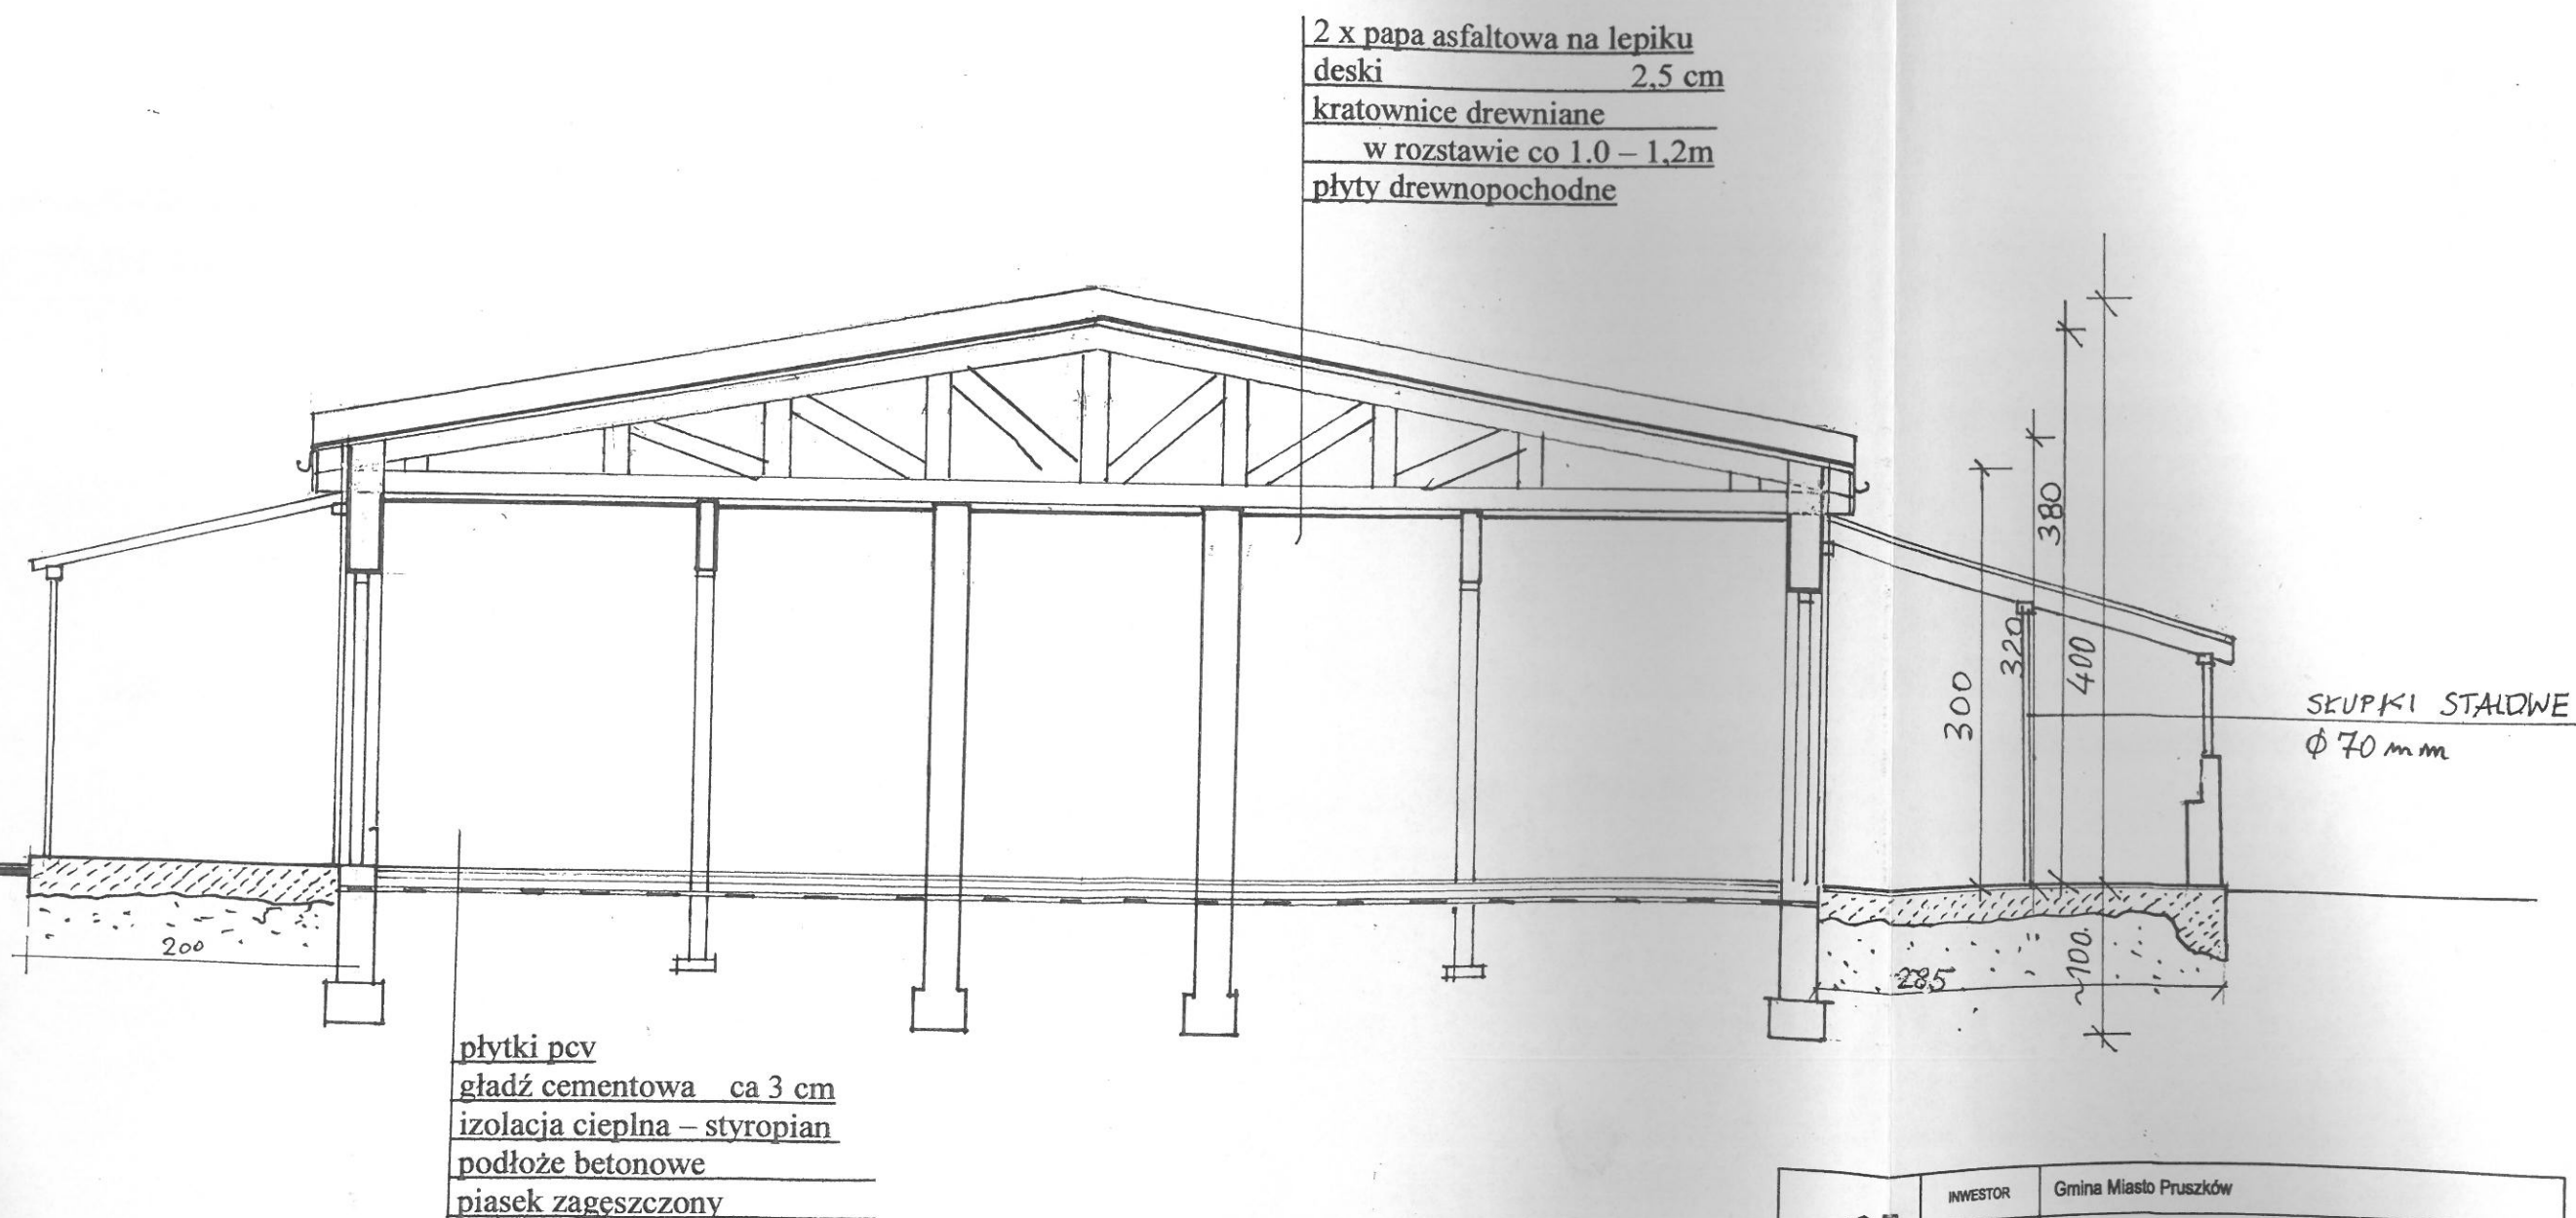 2 x papa asfaltowa na lepiku
deski 2,5 cm
kratownice drewniane
w rozstawie co 1.0 – 1,2m
płyty drewnopochodne
380
320
400
300
SŁUPKI STALOWE
Φ 70 mm
200
285
~100
płytki pcv
gładź cementowa ca 3 cm
izolacja cieplna – styropian
podłoże betonowe
piasek zagęszczony
INWESTOR Gmina Miasto Pruszków